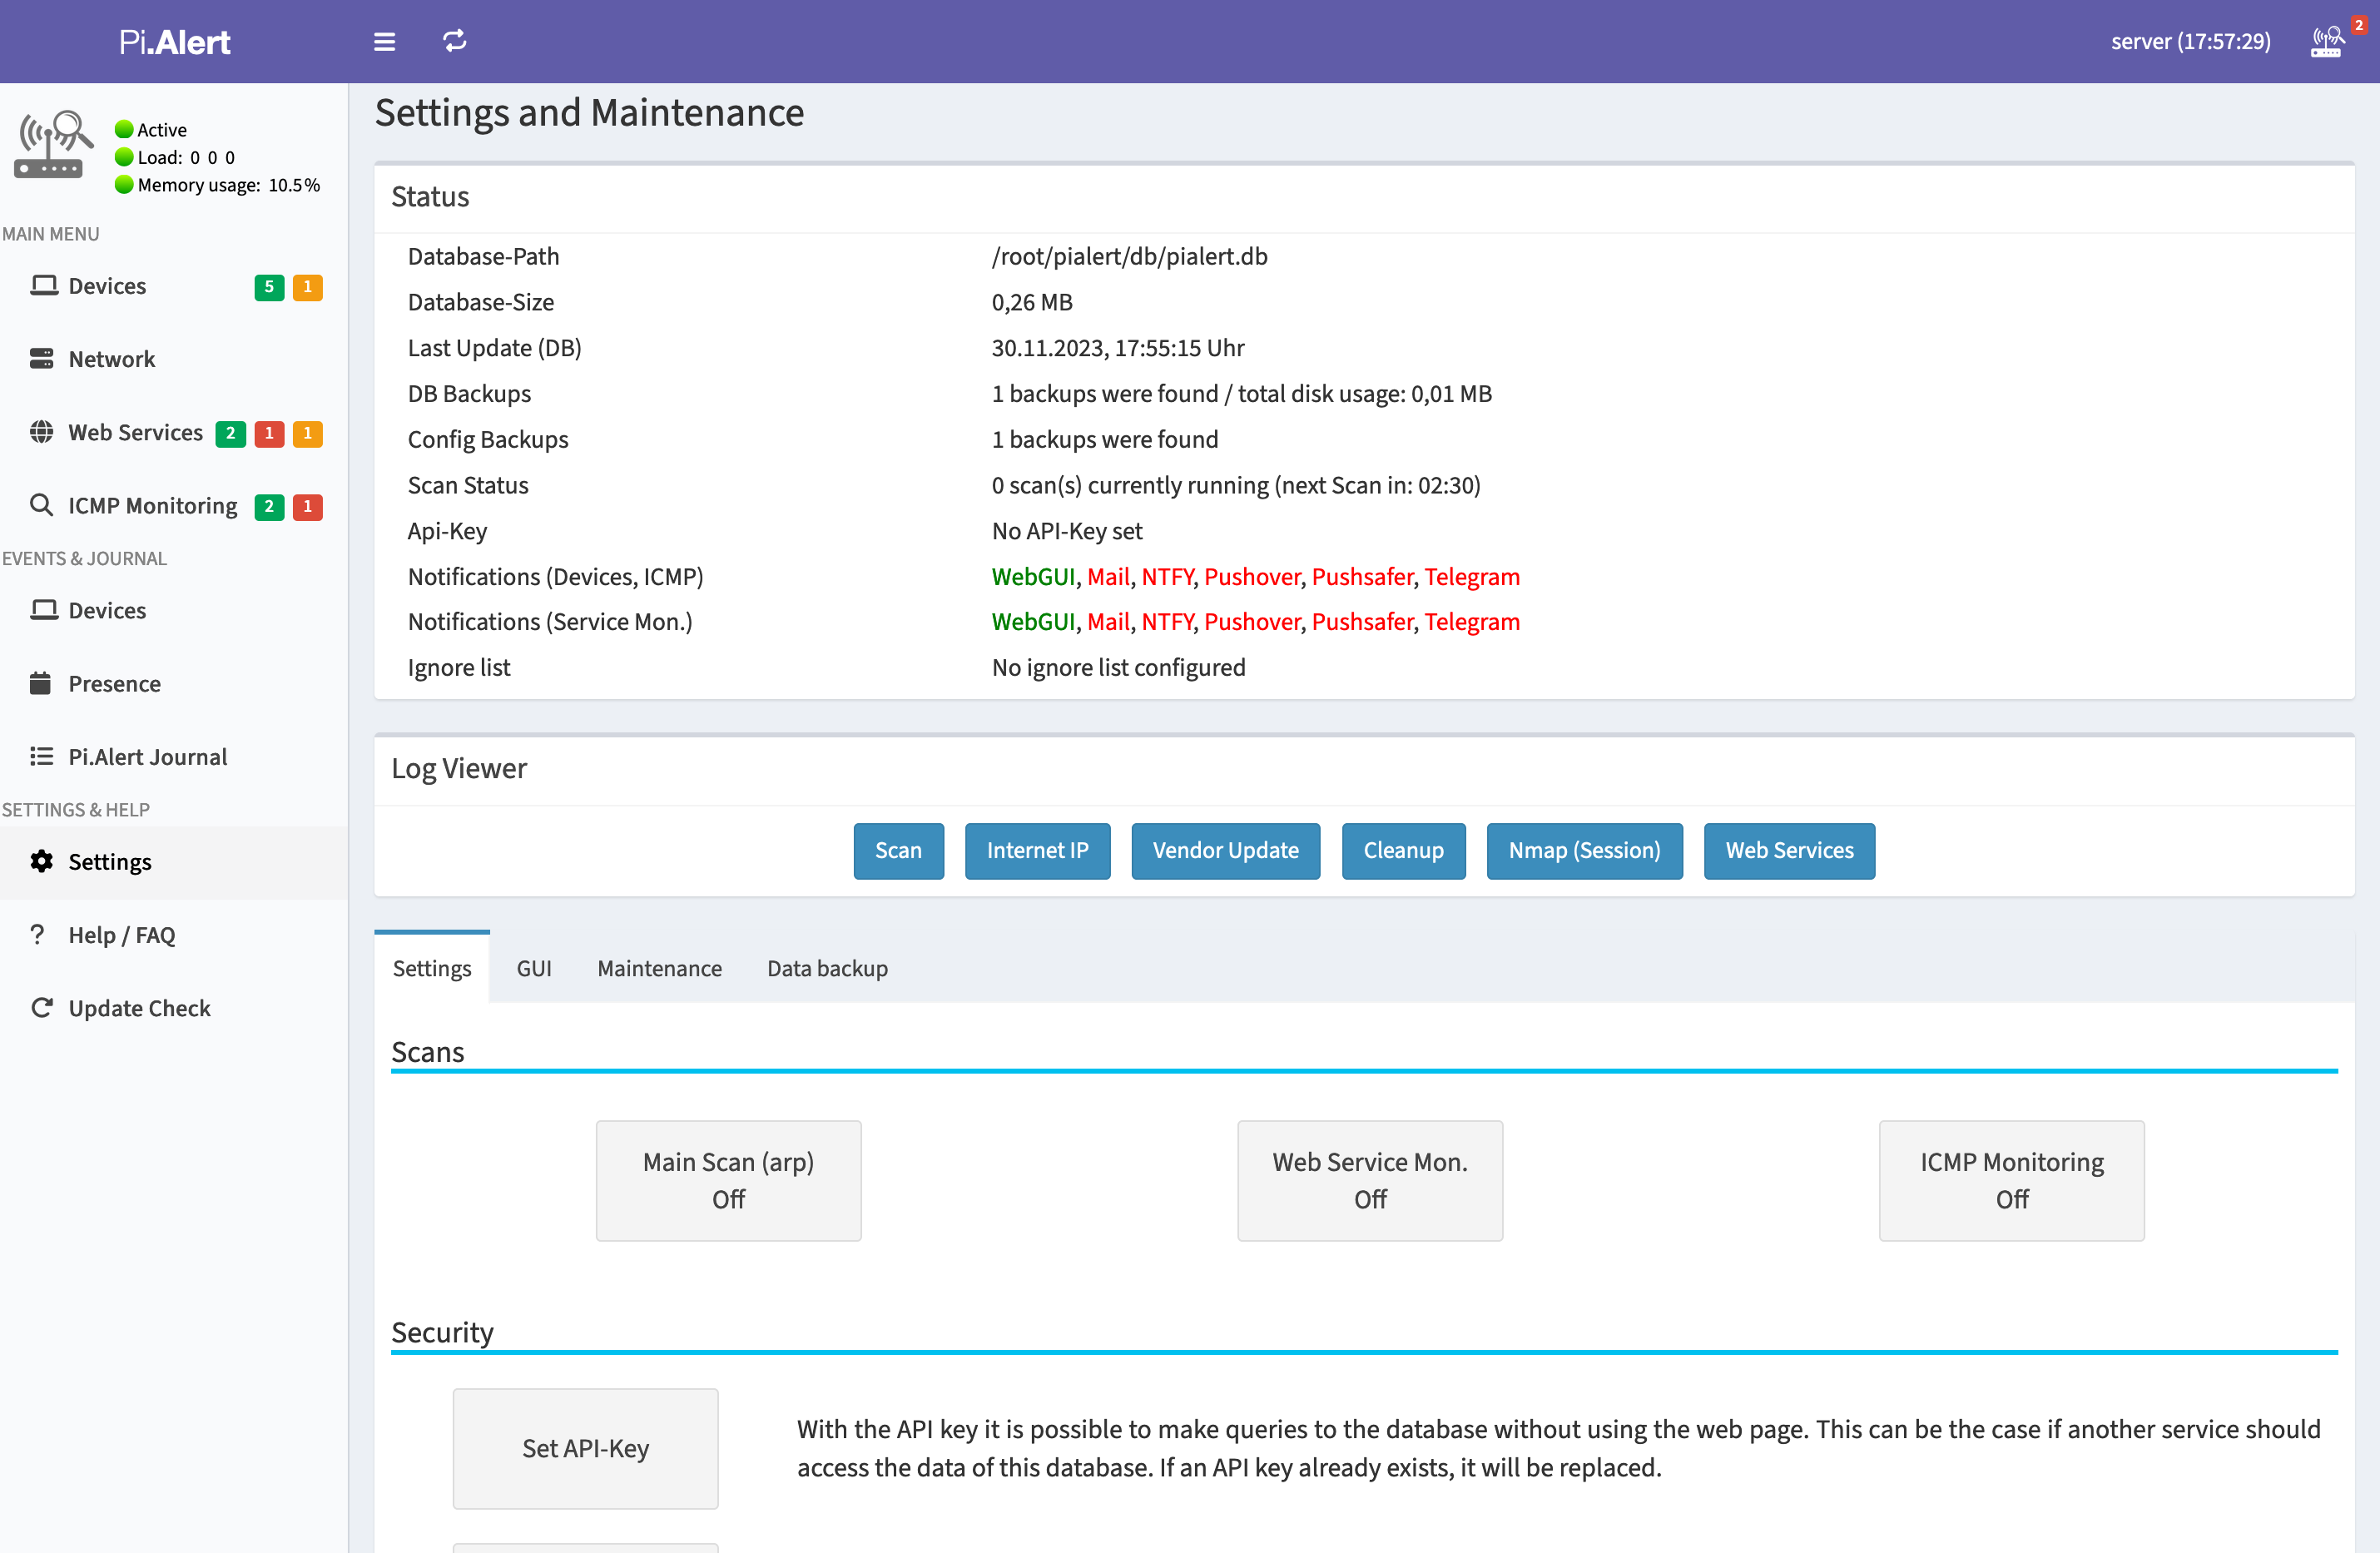 Pi.Alert
server (17:57:29)
2
Active
Load: 0 0 0
Memory usage: 10.5%
MAIN MENU
Devices 5 1
Network
Web Services 2 1 1
ICMP Monitoring 2 1
EVENTS & JOURNAL
Devices
Presence
Pi.Alert Journal
SETTINGS & HELP
Settings
Help / FAQ
Update Check
Settings and Maintenance
Status
Database-Path /root/pialert/db/pialert.db
Database-Size 0,26 MB
Last Update (DB) 30.11.2023, 17:55:15 Uhr
DB Backups 1 backups were found / total disk usage: 0,01 MB
Config Backups 1 backups were found
Scan Status 0 scan(s) currently running (next Scan in: 02:30)
Api-Key No API-Key set
Notifications (Devices, ICMP) WebGUI, Mail, NTFY, Pushover, Pushsafer, Telegram
Notifications (Service Mon.) WebGUI, Mail, NTFY, Pushover, Pushsafer, Telegram
Ignore list No ignore list configured
Log Viewer
Scan Internet IP Vendor Update Cleanup Nmap (Session) Web Services
Settings GUI Maintenance Data backup
Scans
Main Scan (arp)
Off
Web Service Mon.
Off
ICMP Monitoring
Off
Security
Set API-Key
With the API key it is possible to make queries to the database without using the web page. This can be the case if another service should
access the data of this database. If an API key already exists, it will be replaced.